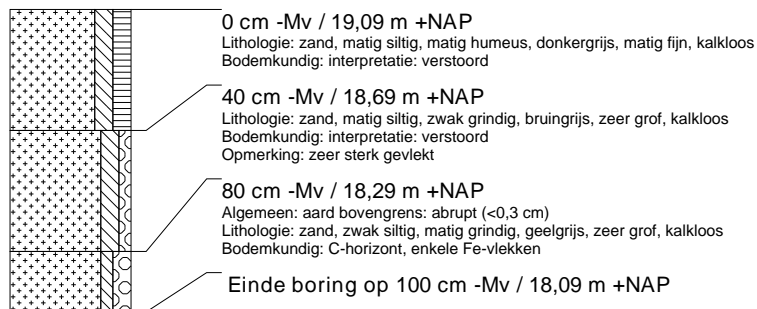 0 cm -Mv / 19,09 m +NAP
Lithologie: zand, matig siltig, matig humeus, donkergrijs, matig fijn, kalkloos
Bodemkundig: interpretatie: verstoord
40 cm -Mv / 18,69 m +NAP
Lithologie: zand, matig siltig, zwak grindig, bruingrijs, zeer grof, kalkloos
Bodemkundig: interpretatie: verstoord
Opmerking: zeer sterk gevlekt
80 cm -Mv / 18,29 m +NAP
Algemeen: aard bovengrens: abrupt (<0,3 cm)
Lithologie: zand, zwak siltig, matig grindig, geelgrijs, zeer grof, kalkloos
Bodemkundig: C-horizont, enkele Fe-vlekken
Einde boring op 100 cm -Mv / 18,09 m +NAP